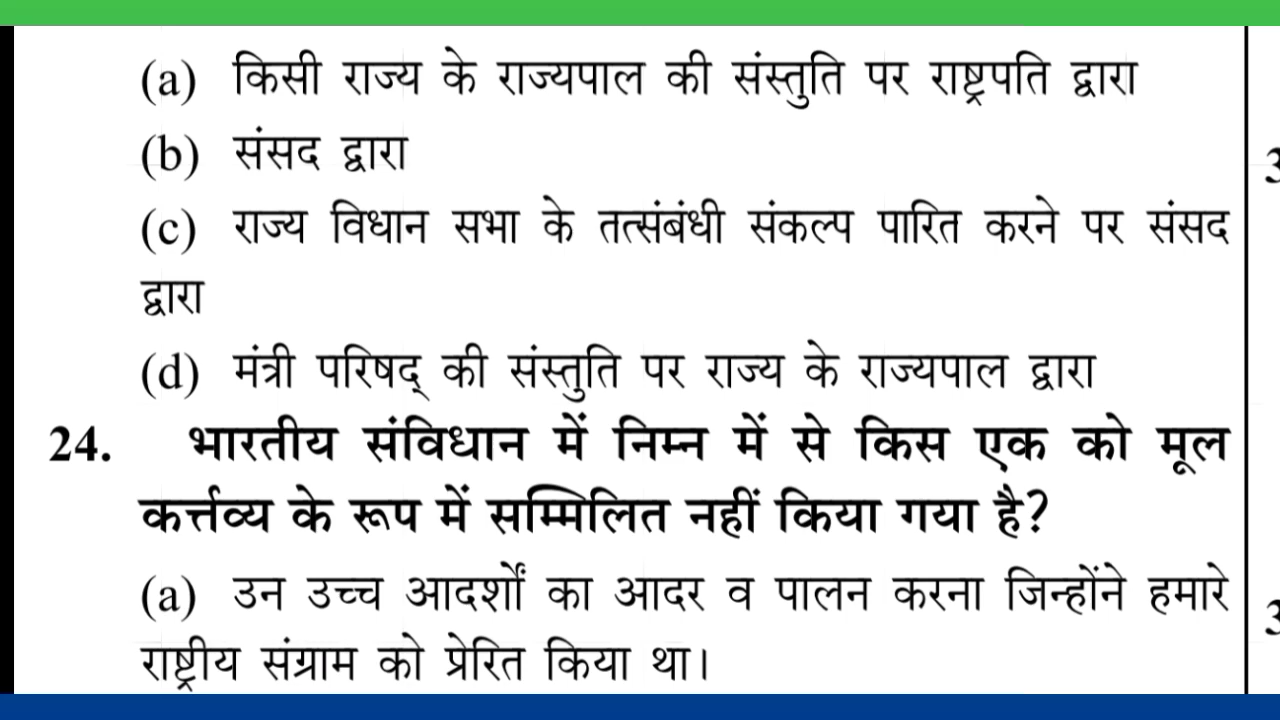 (a) किसी राज्य के राज्यपाल की संस्तुति पर राष्ट्रपति द्वारा
(b) संसद द्वारा
(c) राज्य विधान सभा के तत्संबंधी संकल्प पारित करने पर संसद
द्वारा
(d) मंत्री परिषद् की संस्तुति पर राज्य के राज्यपाल द्वारा
24. भारतीय संविधान में निम्न में से किस एक को मूल
कर्त्तव्य के रूप में सम्मिलित नहीं किया गया है?
(a) उन उच्च आदर्शों का आदर व पालन करना जिन्होंने हमारे
राष्ट्रीय संग्राम को प्रेरित किया था।